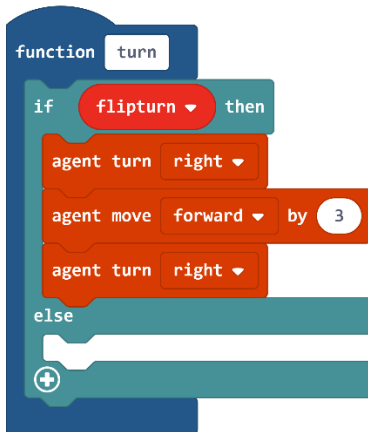 function turn
if flipturn then
agent turn right
agent move forward by 3
agent turn right
else